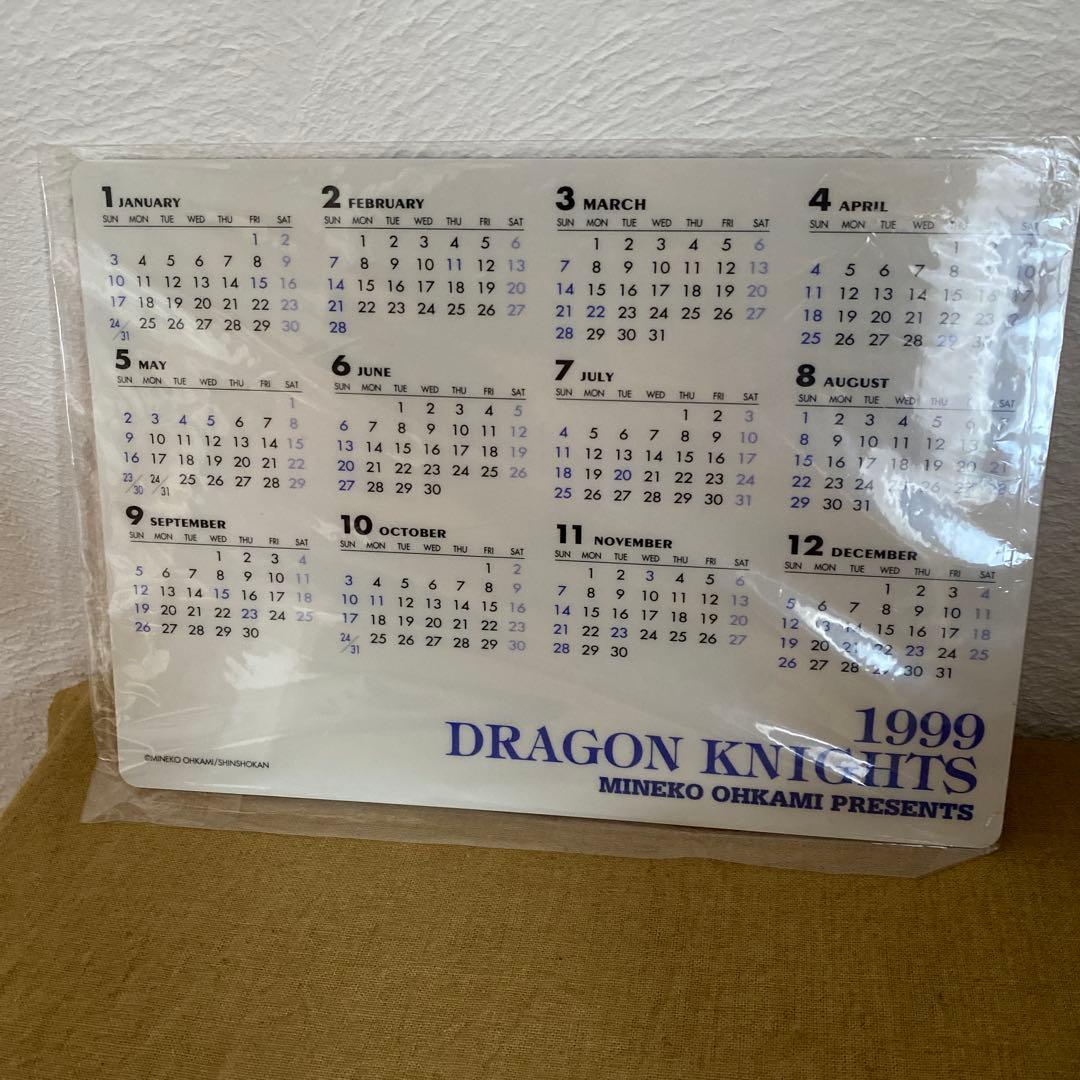 1 JANUARY
SUN MON TUE WED THU FRI SAT
1 2
3 4 5 6 7 8 9
10 11 12 13 14 15 16
17 18 19 20 21 22 23
24/31 25 26 27 28 29 30
2 FEBRUARY
SUN MON TUE WED THU FRI SAT
1 2 3 4 5 6
7 8 9 10 11 12 13
14 15 16 17 18 19 20
21 22 23 24 25 26 27
28
3 MARCH
SUN MON TUE WED THU FRI SAT
1 2 3 4 5 6
7 8 9 10 11 12 13
14 15 16 17 18 19 20
21 22 23 24 25 26 27
28 29 30 31
4 APRIL
SUN MON TUE WED THU SAT
1
4 5 6 7 8 10
11 12 13 14 15 16 17
18 19 20 21 22 23
25 26 27 28 29
5 MAY
SUN MON TUE WED THU FRI SAT
1
2 3 4 5 6 7 8
9 10 11 12 13 14 15
16 17 18 19 20 21 22
23/30 24/31 25 26 27 28 29
6 JUNE
SUN MON TUE WED THU FRI SAT
1 2 3 4 5
6 7 8 9 10 11 12
13 14 15 16 17 18 19
20 21 22 23 24 25 26
27 28 29 30
7 JULY
SUN MON TUE WED THU FRI SAT
1 2 3
4 5 6 7 8 9 10
11 12 13 14 15 16 17
18 19 20 21 22 23 24
25 26 27 28 29 30 31
8 AUGUST
SUN MON TUE WED THU FRI SAT
1 2 3 4 5 6
8 9 10 11 12 13
15 16 17 18 19 20 21
22 23 24 25 26 27 28
29 30 31
9 SEPTEMBER
SUN MON TUE WED THU FRI SAT
1 2 3 4
5 6 7 8 9 10 11
12 13 14 15 16 17 18
19 20 21 22 23 24 25
26 27 28 29 30
10 OCTOBER
SUN MON TUE WED THU FRI SAT
1 2
3 4 5 6 7 8 9
10 11 12 13 14 15 16
17 18 19 20 21 22 23
24/31 25 26 27 28 29 30
11 NOVEMBER
SUN MON TUE WED THU FRI SAT
1 2 3 4 5 6
7 8 9 10 11 12 13
14 15 16 17 18 19 20
21 22 23 24 25 26 27
28 29 30
12 DECEMBER
SUN MON TUE WED THU FRI SAT
1 2 3 4
5 6 7 8 9 10 11
12 13 14 15 16 17 18
19 20 21 22 23 24 25
26 27 28 29 30 31
1999
DRAGON KNIGHTS
MINEKO OHKAMI PRESENTS
©MINEKO OHKAMI/SHINSHOKAN